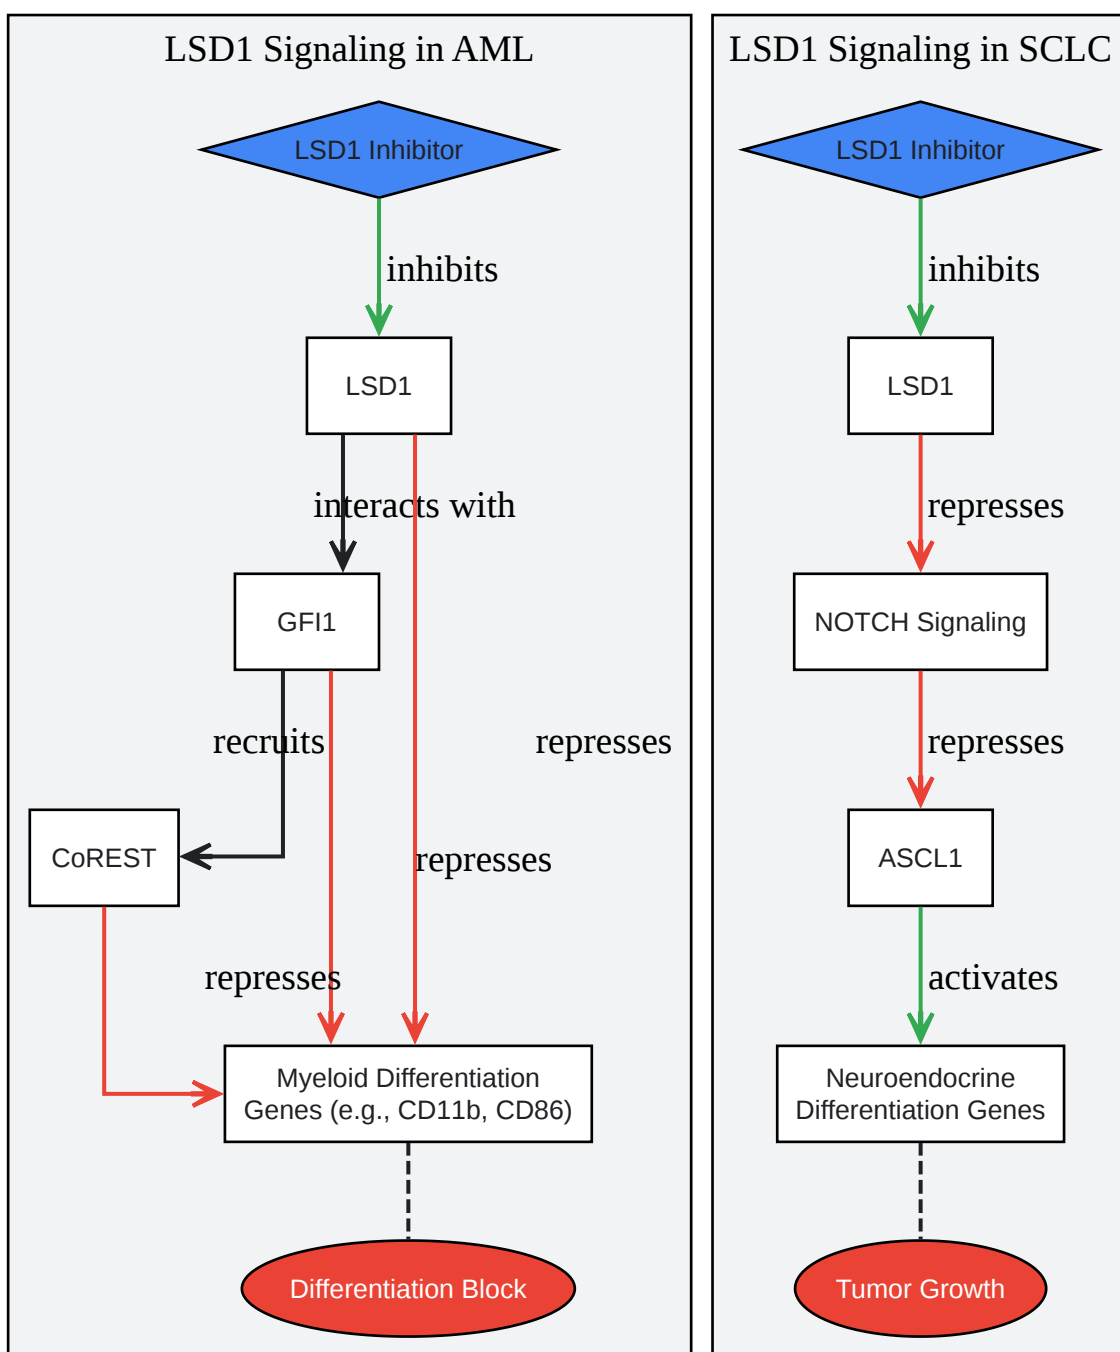 LSD1 Signaling in AML
LSD1 Inhibitor
inhibits
LSD1
interacts with
GFI1
recruits
represses
CoREST
represses
represses
Myeloid Differentiation
Genes (e.g., CD11b, CD86)
Differentiation Block
LSD1 Signaling in SCLC
LSD1 Inhibitor
inhibits
LSD1
represses
NOTCH Signaling
represses
ASCL1
activates
Neuroendocrine
Differentiation Genes
Tumor Growth